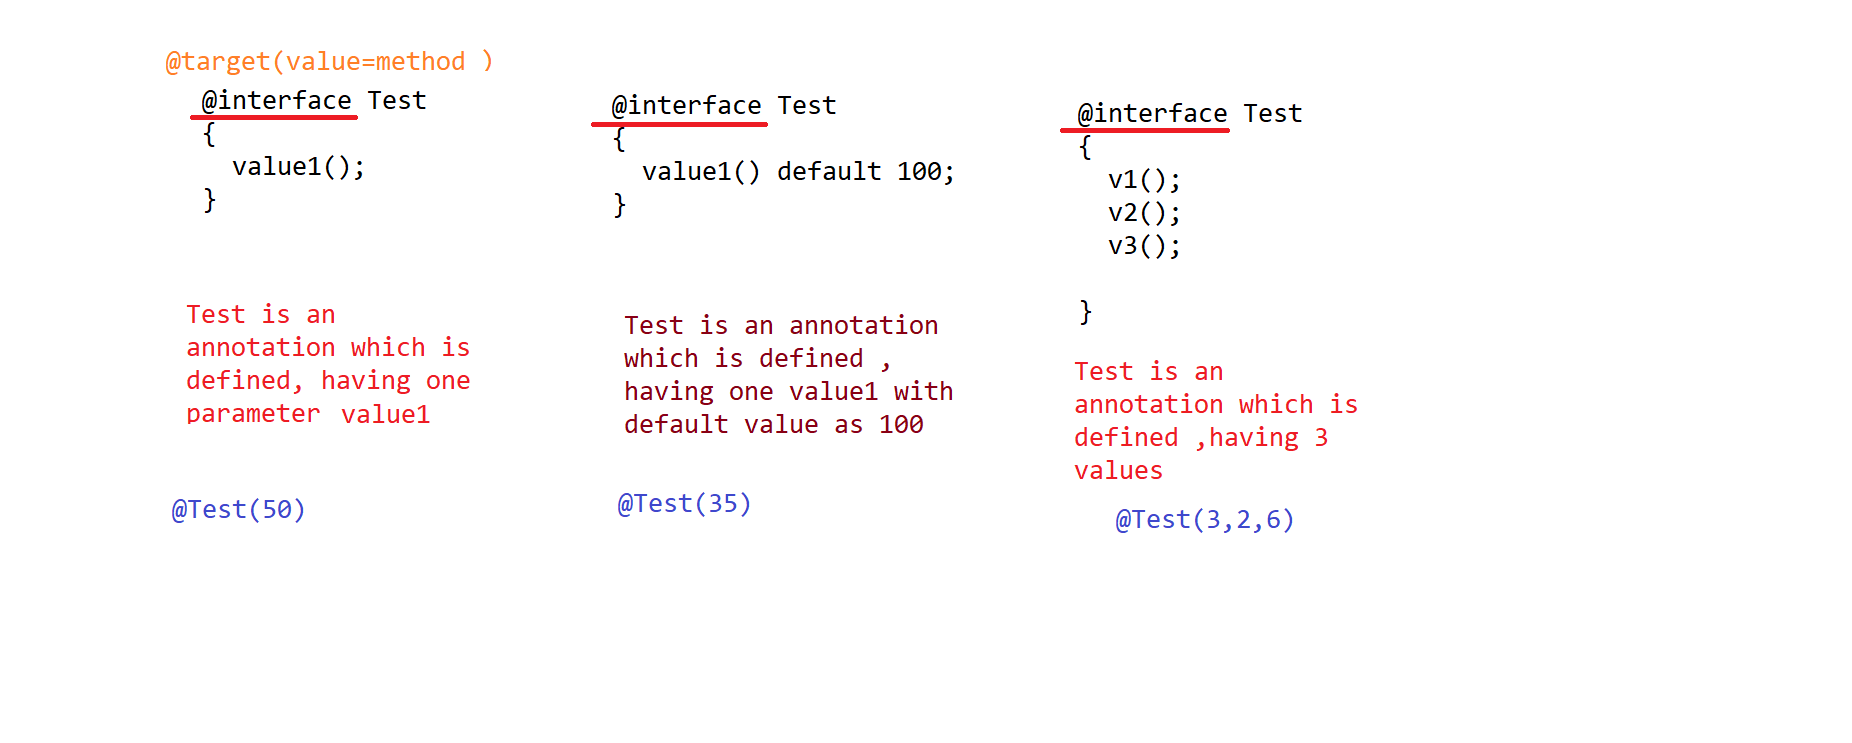 @target(value=method )
@interface Test
{
value1();
}
Test is an
annotation which is
defined, having one
parameter value1
@Test(50)
@interface Test
{
value1() default 100;
}
Test is an annotation
which is defined ,
having one value1 with
default value as 100
@Test(35)
@interface Test
{
v1();
v2();
v3();
}
Test is an
annotation which is
defined ,having 3
values
@Test(3,2,6)